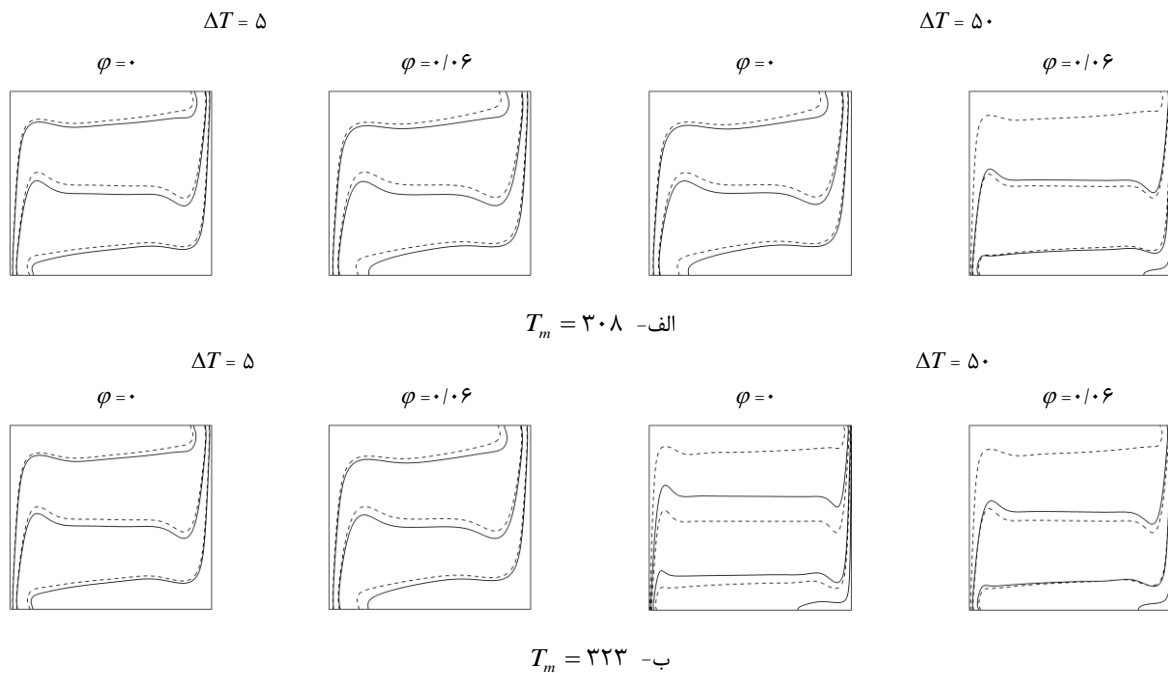 ΔT = ۵
ΔT = ۵۰
φ = ۰
φ = ۰/۰۶
φ = ۰
φ = ۰/۰۶
الف- T_m = ۳۰۸
ΔT = ۵
ΔT = ۵۰
φ = ۰
φ = ۰/۰۶
φ = ۰
φ = ۰/۰۶
ب- T_m = ۳۲۳